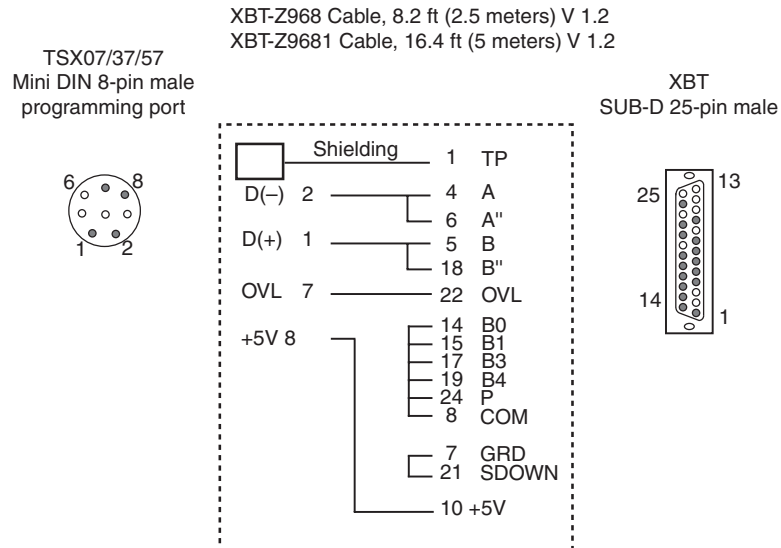 XBT-Z968 Cable, 8.2 ft (2.5 meters) V 1.2
XBT-Z9681 Cable, 16.4 ft (5 meters) V 1.2
TSX07/37/57
Mini DIN 8-pin male
programming port
XBT
SUB-D 25-pin male
6
8
1
2
Shielding
1 TP
D(–) 2
4 A
6 A"
D(+) 1
5 B
18 B"
OVL 7
22 OVL
+5V 8
14 B0
15 B1
17 B3
19 B4
24 P
8 COM
7 GRD
21 SDOWN
10 +5V
25
13
14
1